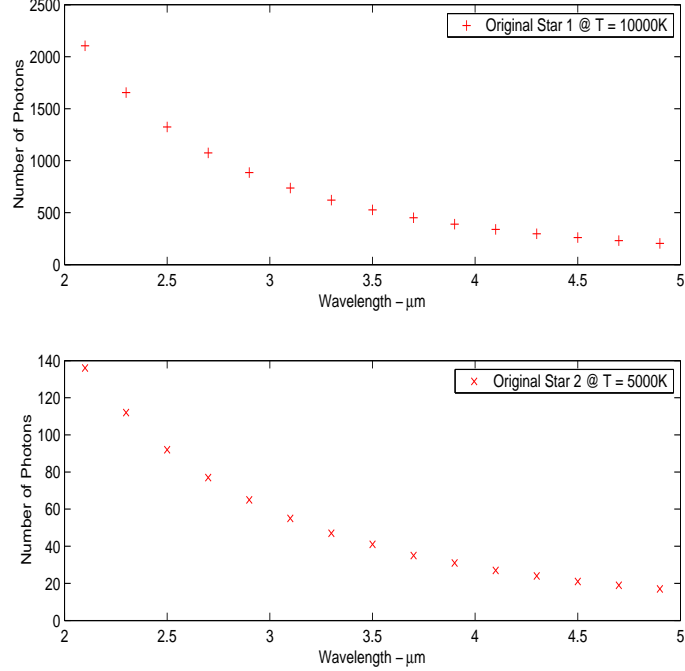 2500
2000
1500
1000
500
0
Number of Photons
Original Star 1 @ T = 10000K
2 2.5 3 3.5 4 4.5 5
Wavelength – μm
140
120
100
80
60
40
20
0
Number of Photons
Original Star 2 @ T = 5000K
2 2.5 3 3.5 4 4.5 5
Wavelength – μm